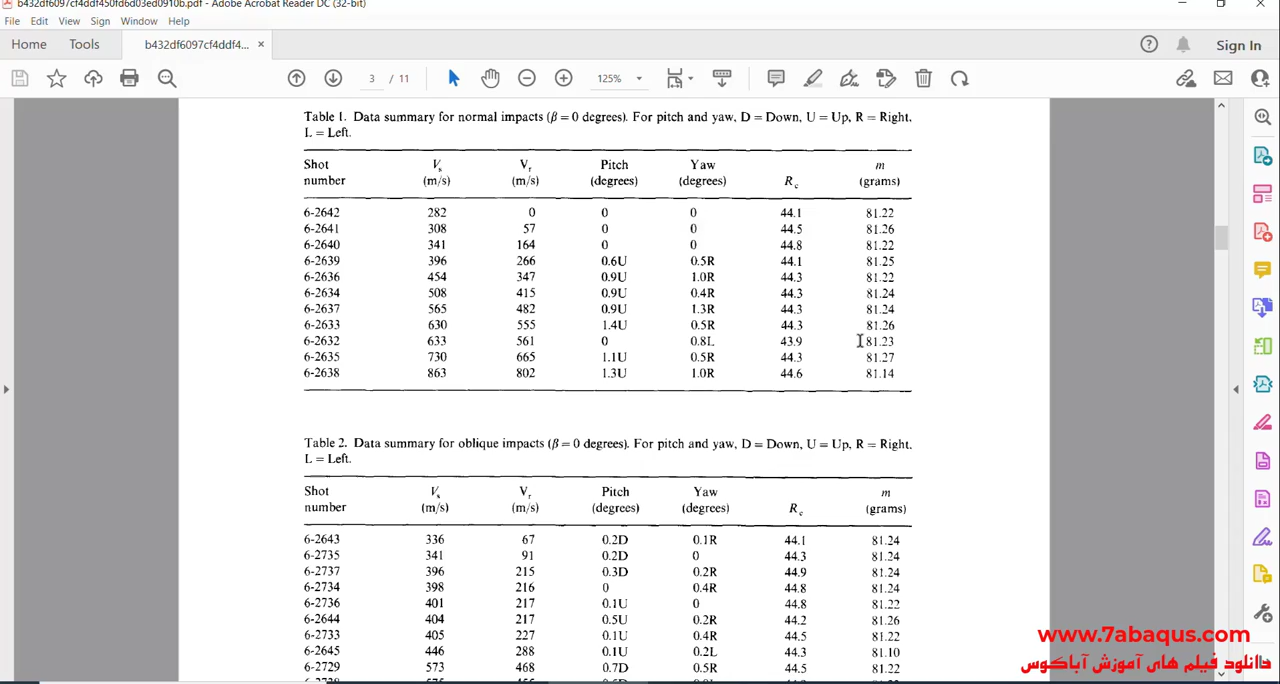 b432df6097cf4ddf450fd6d03ed0910b.pdf - Adobe Acrobat Reader DC (32-bit)
File Edit View Sign Window Help
Home Tools b432df6097cf4ddf4... × Sign In
3 / 11 125%
Table 1. Data summary for normal impacts (β = 0 degrees). For pitch and yaw, D = Down, U = Up, R = Right,
L = Left.
Shot Vs Vr Pitch Yaw m
number (m/s) (m/s) (degrees) (degrees) Rc (grams)
6-2642 282 0 0 0 44.1 81.22
6-2641 308 57 0 0 44.5 81.26
6-2640 341 164 0 0 44.8 81.22
6-2639 396 266 0.6U 0.5R 44.1 81.25
6-2636 454 347 0.9U 1.0R 44.3 81.22
6-2634 508 415 0.9U 0.4R 44.3 81.24
6-2637 565 482 0.9U 1.3R 44.3 81.24
6-2633 630 555 1.4U 0.5R 44.3 81.26
6-2632 633 561 0 0.8L 43.9 81.23
6-2635 730 665 1.1U 0.5R 44.3 81.27
6-2638 863 802 1.3U 1.0R 44.6 81.14
Table 2. Data summary for oblique impacts (β = 0 degrees). For pitch and yaw, D = Down, U = Up, R = Right,
L = Left.
Shot Vs Vr Pitch Yaw m
number (m/s) (m/s) (degrees) (degrees) Rc (grams)
6-2643 336 67 0.2D 0.1R 44.1 81.24
6-2735 341 91 0.2D 0 44.3 81.24
6-2737 396 215 0.3D 0.2R 44.9 81.24
6-2734 398 216 0 0.4R 44.8 81.24
6-2736 401 217 0.1U 0 44.8 81.22
6-2644 404 217 0.5U 0.2R 44.2 81.26
6-2733 405 227 0.1U 0.4R 44.5 81.22
6-2645 446 288 0.1U 0.2L 44.3 81.10
6-2729 573 468 0.7D 0.5R 44.5 81.22
www.7abaqus.com
دانلود فیلم های آموزش آباکوس